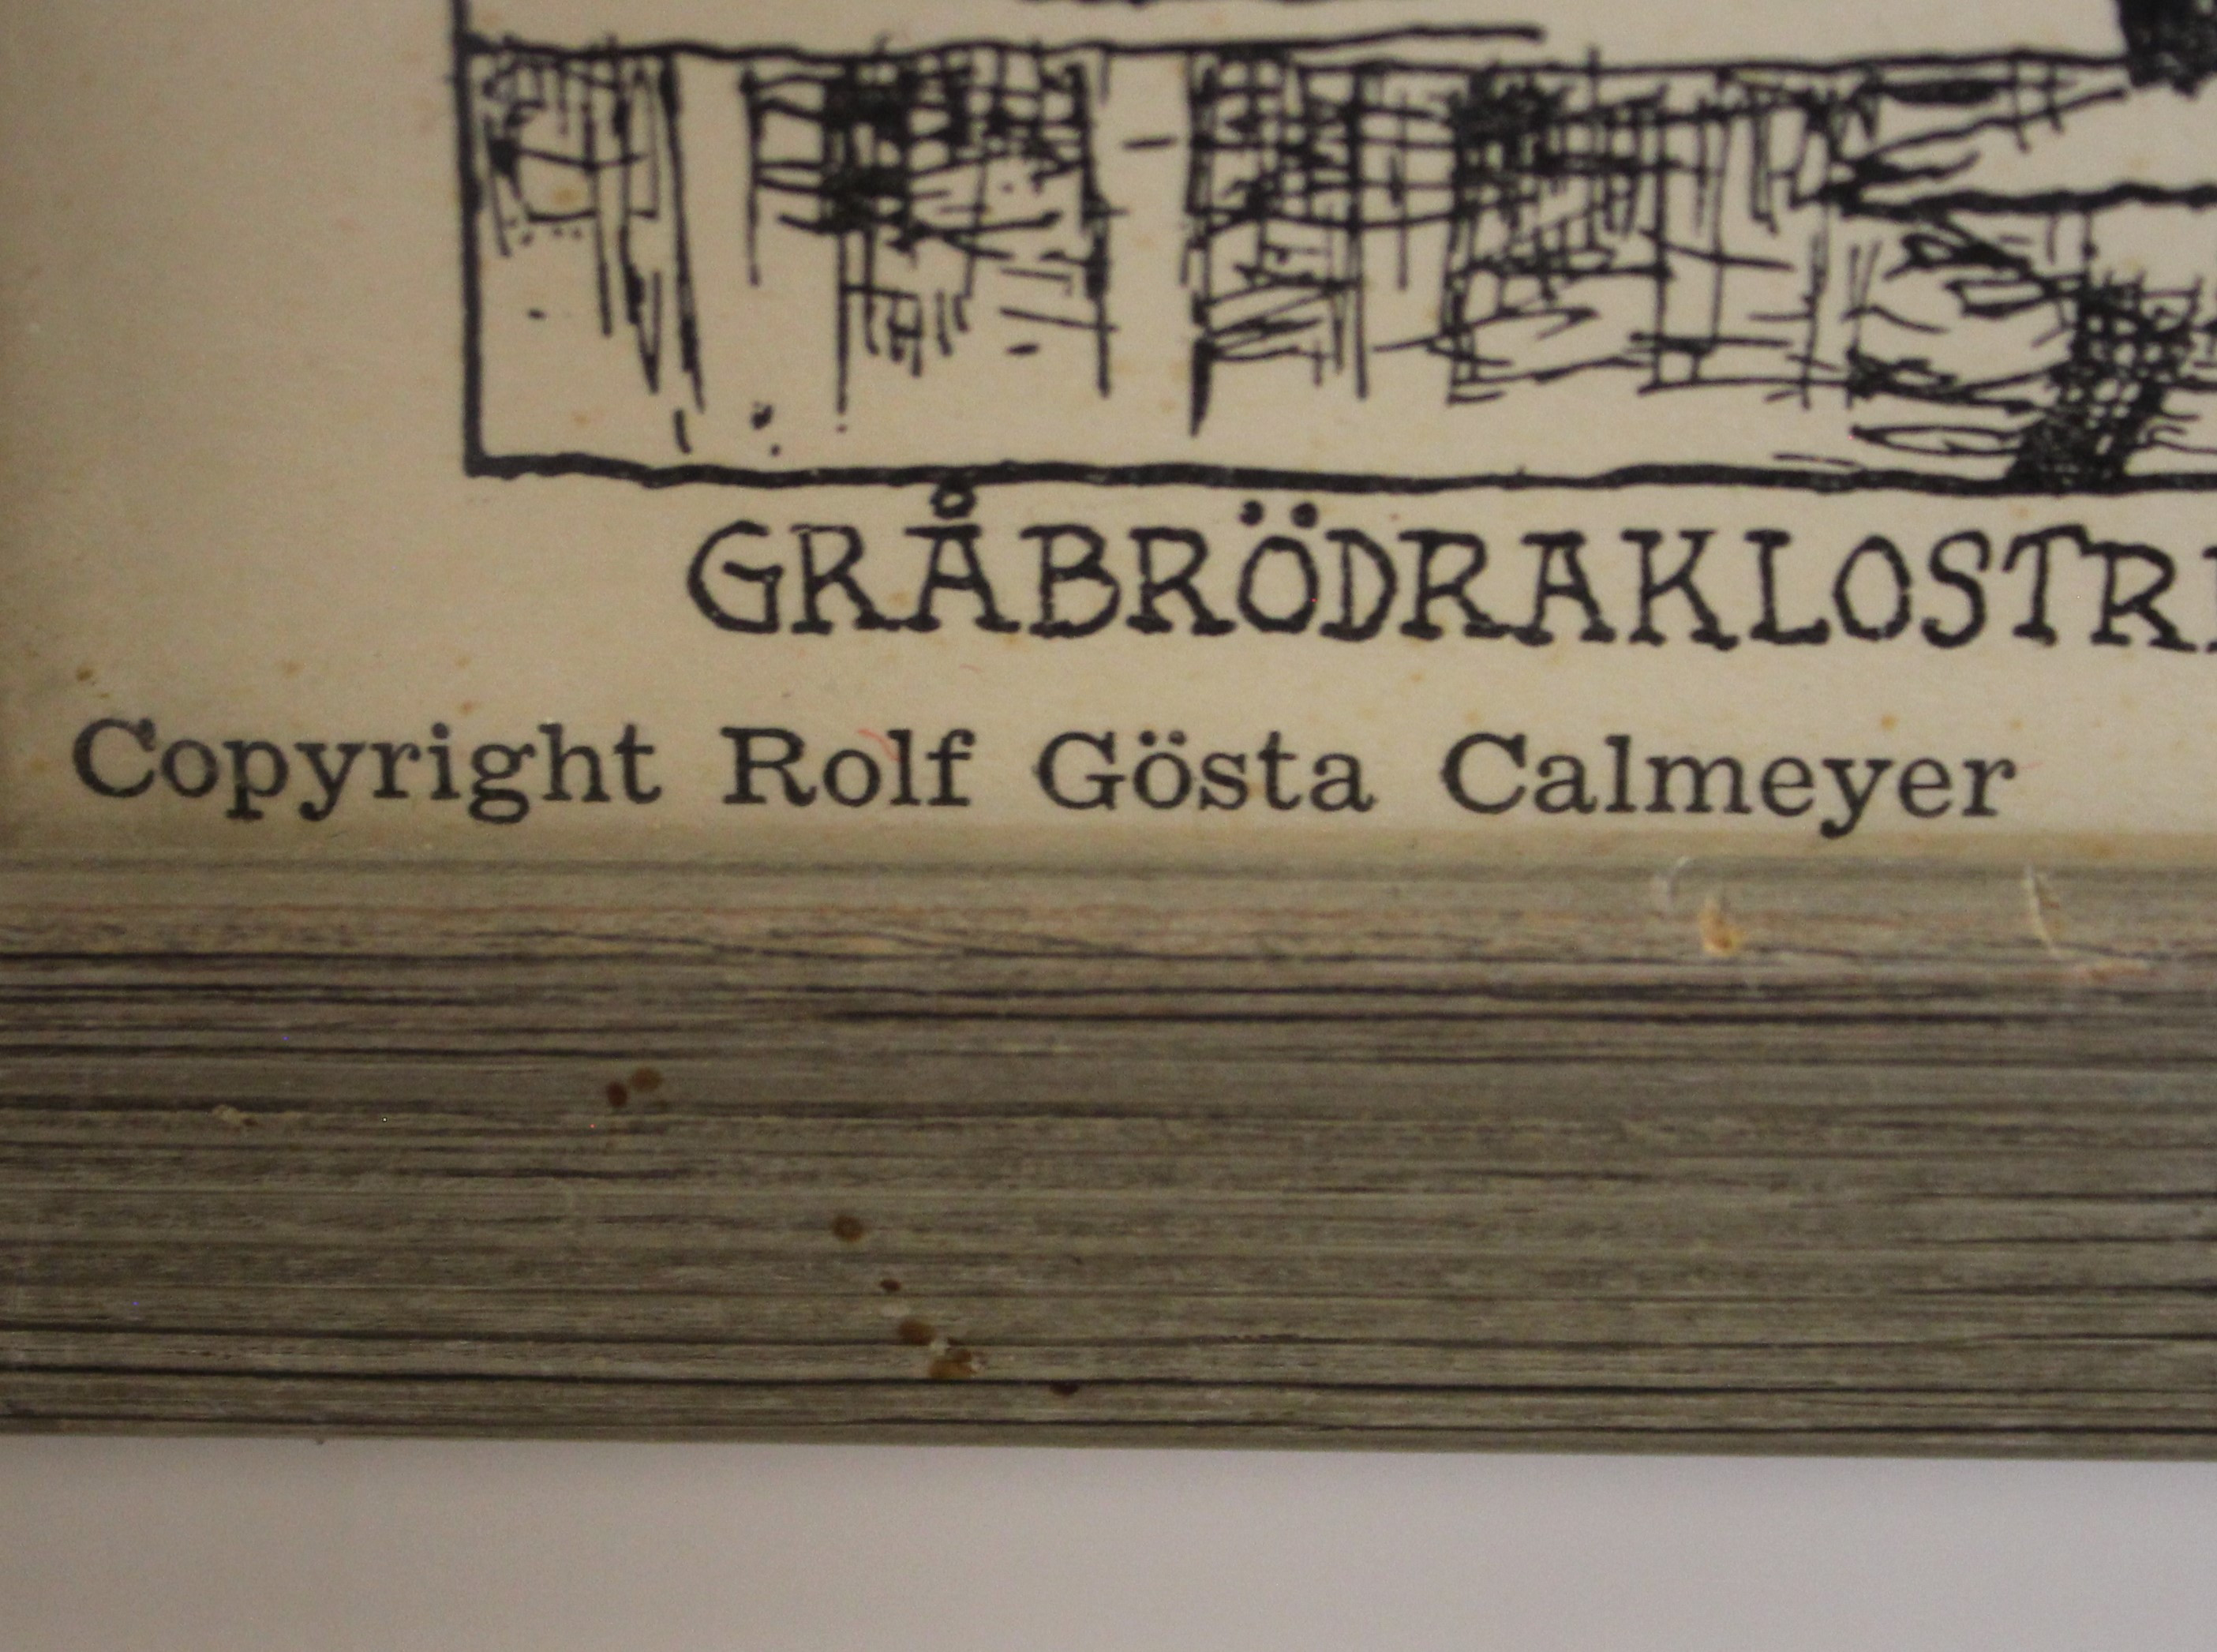 GRÅBRÖDRAKLOSTR
Copyright Rolf Gösta Calmeyer